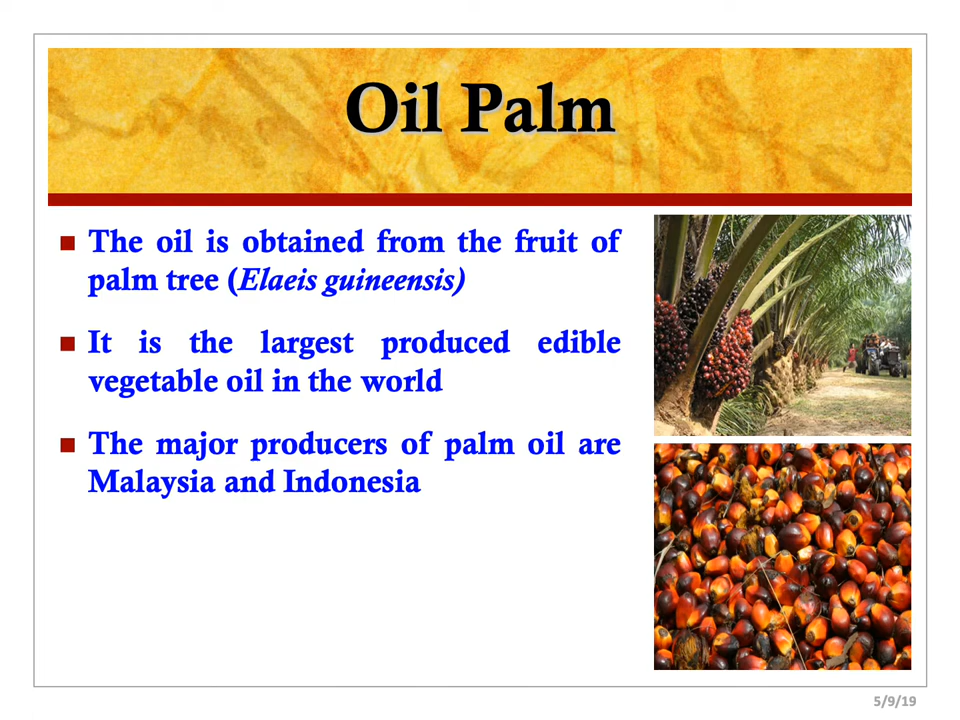 Oil Palm
The oil is obtained from the fruit of
palm tree (Elaeis guineensis)
It is the largest produced edible
vegetable oil in the world
The major producers of palm oil are
Malaysia and Indonesia
5/9/19